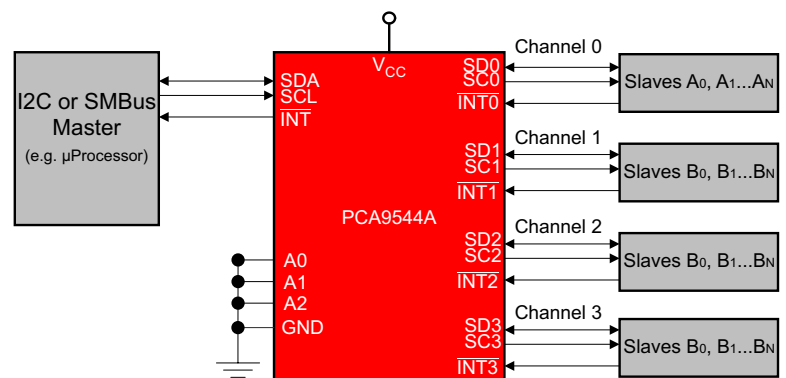 I2C or SMBus
Master
(e.g. µProcessor)
VCC
SDA
SCL
INT
PCA9544A
A0
A1
A2
GND
SD0
SC0
INT0
Channel 0
Slaves A0, A1...AN
SD1
SC1
INT1
Channel 1
Slaves B0, B1...BN
SD2
SC2
INT2
Channel 2
Slaves B0, B1...BN
SD3
SC3
INT3
Channel 3
Slaves B0, B1...BN